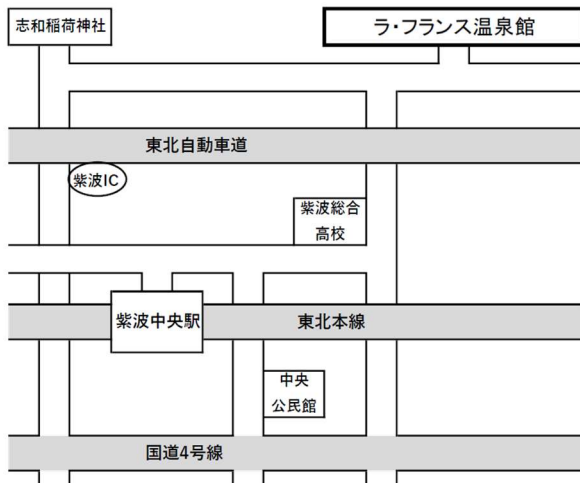 志和稲荷神社
ラ・フランス温泉館
東北自動車道
紫波IC
紫波総合
高校
紫波中央駅
東北本線
中央
公民館
国道4号線